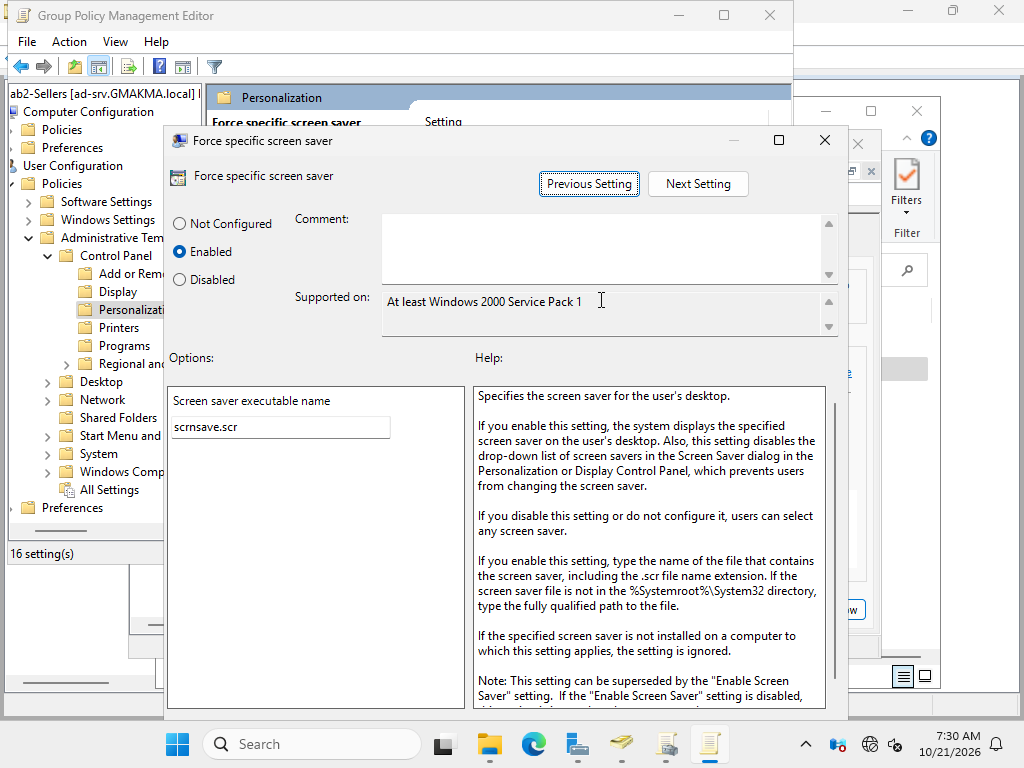 Group Policy Management Editor
File Action View Help
ab2-Sellers [ad-srv.GMAKMA.local]
Computer Configuration
Policies
Preferences
User Configuration
Policies
Software Settings
Windows Settings
Administrative Tem
Control Panel
Add or Rem
Display
Personalizati
Printers
Programs
Regional and
Desktop
Network
Shared Folders
Start Menu and
System
Windows Comp
All Settings
Preferences
16 setting(s)
Personalization
Force specific screen saver
Setting
Force specific screen saver
Force specific screen saver
Previous Setting
Next Setting
Not Configured
Enabled
Disabled
Comment:
Supported on:
At least Windows 2000 Service Pack 1
Options:
Help:
Screen saver executable name
scrnsave.scr
Specifies the screen saver for the user's desktop.
If you enable this setting, the system displays the specified
screen saver on the user's desktop. Also, this setting disables the
drop-down list of screen savers in the Screen Saver dialog in the
Personalization or Display Control Panel, which prevents users
from changing the screen saver.
If you disable this setting or do not configure it, users can select
any screen saver.
If you enable this setting, type the name of the file that contains
the screen saver, including the .scr file name extension. If the
screen saver file is not in the %Systemroot%\System32 directory,
type the fully qualified path to the file.
If the specified screen saver is not installed on a computer to
which this setting applies, the setting is ignored.
Note: This setting can be superseded by the "Enable Screen
Saver" setting.  If the "Enable Screen Saver" setting is disabled,
Filters
Filter
ow
Search
7:30 AM
10/21/2026